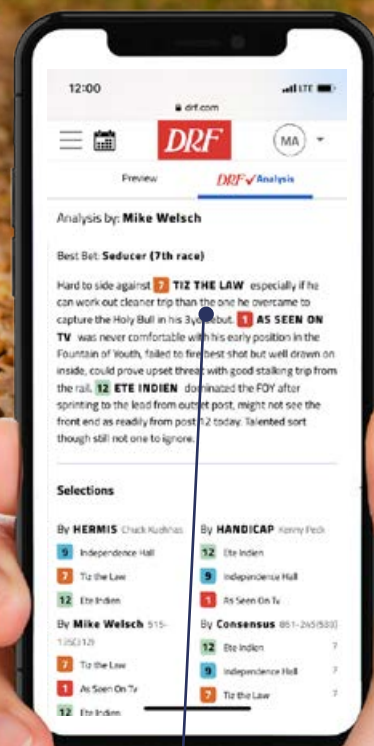 12:00
LTE
drf.com
DRF
MA
Preview
DRF Analysis
Analysis by: Mike Welsch
Best Bet: Seducer (7th race)
Hard to side against 7 TIZ THE LAW especially if he
can work out cleaner trip than the one he overcame to
capture the Holy Bull in his 3yo debut. 1 AS SEEN ON
TV was never comfortable with his early position in the
Fountain of Youth, failed to fire best shot but well drawn on
inside, could prove upset threat with good stalking trip from
the rail. 12 ETE INDIEN dominated the FOY after
sprinting to the lead from outset post, might not see the
front end as readily from post 12 today. Talented sort
though still not one to ignore.
Selections
By HERMIS Chuck
9 Independence Hall
7 Tiz the Law
12 Ete Indien
By Mike Welsch 515-
7 Tiz the Law
1 As Seen On Tv
12 Ete Indien
By HANDICAP Kenny Peck
12 Ete Indien
9 Independence Hall
1 As Seen On Tv
By Consensus
12 Ete Indien 7
9 Independence Hall 7
7 Tiz the Law 7